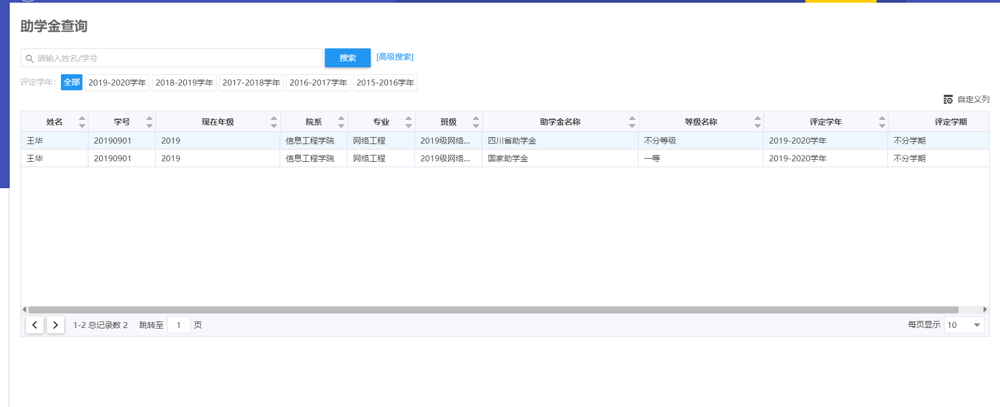 助学金查询
请输入姓名/学号 搜索 [高级搜索]
评定学年: 全部 2019-2020学年 2018-2019学年 2017-2018学年 2016-2017学年 2015-2016学年
自定义列
姓名 学号 现在年级 院系 专业 班级 助学金名称 等级名称 评定学年 评定学期
王华 20190901 2019 信息工程学院 网络工程 2019级网络... 四川省助学金 不分等级 2019-2020学年 不分学期
王华 20190901 2019 信息工程学院 网络工程 2019级网络... 国家助学金 一等 2019-2020学年 不分学期
1-2 总记录数 2 跳转至 1 页 每页显示 10